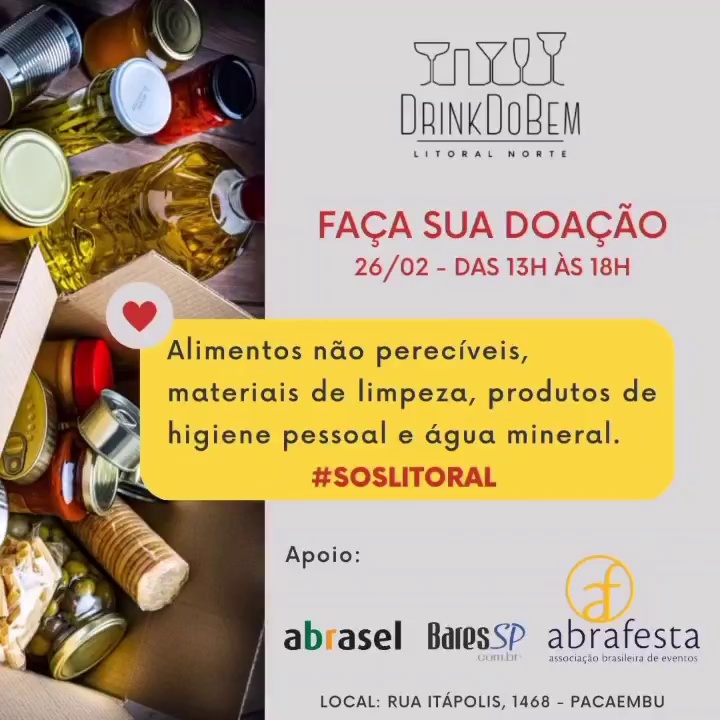 DRINKDOBEM
LITORAL NORTE
FAÇA SUA DOAÇÃO
26/02 - DAS 13H ÀS 18H
Alimentos não perecíveis,
materiais de limpeza, produtos de
higiene pessoal e água mineral.
#SOSLITORAL
Apoio:
abrasel
BaresSP
com.br
abrafesta
associação brasileira de eventos
LOCAL: RUA ITÁPOLIS, 1468 - PACAEMBU